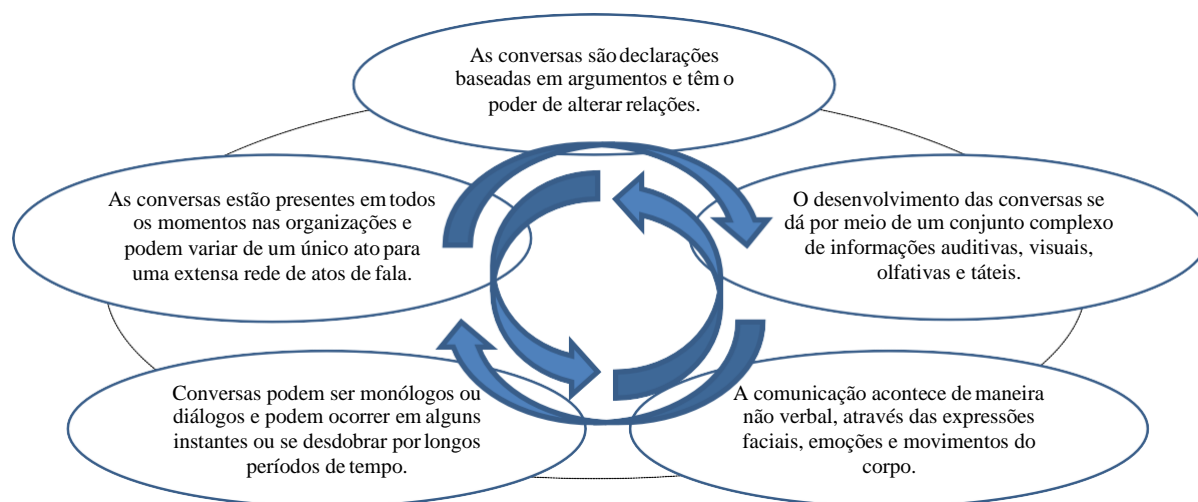 As conversas são declarações
baseadas em argumentos e têm o
poder de alterar relações.
As conversas estão presentes em todos
os momentos nas organizações e
podem variar de um único ato para
uma extensa rede de atos de fala.
O desenvolvimento das conversas se
dá por meio de um conjunto complexo
de informações auditivas, visuais,
olfativas e táteis.
Conversas podem ser monólogos ou
diálogos e podem ocorrer em alguns
instantes ou se desdobrar por longos
períodos de tempo.
A comunicação acontece de maneira
não verbal, através das expressões
faciais, emoções e movimentos do
corpo.